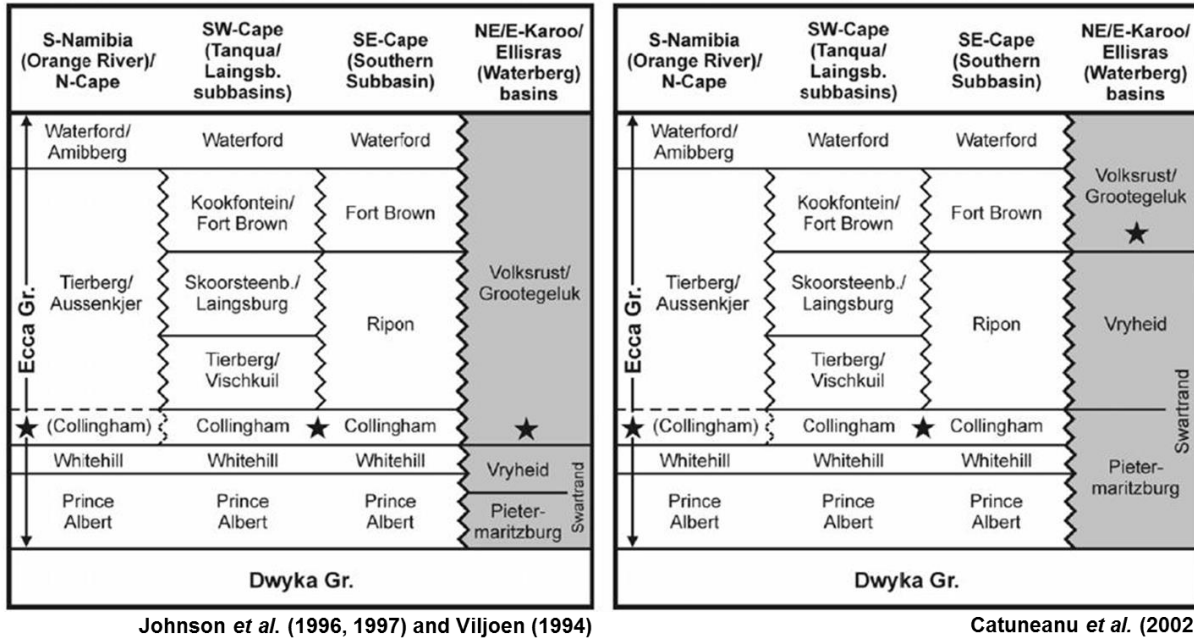 S-Namibia
(Orange River)/
N-Cape
SW-Cape
(Tanqua/
Laingsb.
subbasins)
SE-Cape
(Southern
Subbasin)
NE/E-Karoo/
Ellisras
(Waterberg)
basins
Ecca Gr.
Waterford/
Amibberg
Waterford
Waterford
Tierberg/
Aussenkjer
Kookfontein/
Fort Brown
Fort Brown
Skoorsteenb./
Laingsburg
Ripon
Tierberg/
Vischkuil
Volksrust/
Grootegeluk
(Collingham)
Collingham
Collingham
Whitehill
Whitehill
Whitehill
Vryheid
Prince
Albert
Prince
Albert
Prince
Albert
Pieter-
maritzburg
Swartrand
Dwyka Gr.
Johnson et al. (1996, 1997) and Viljoen (1994)
S-Namibia
(Orange River)/
N-Cape
SW-Cape
(Tanqua/
Laingsb.
subbasins)
SE-Cape
(Southern
Subbasin)
NE/E-Karoo/
Ellisras
(Waterberg)
basins
Ecca Gr.
Waterford/
Amibberg
Waterford
Waterford
Volksrust/
Grootegeluk
Tierberg/
Aussenkjer
Kookfontein/
Fort Brown
Fort Brown
Skoorsteenb./
Laingsburg
Ripon
Vryheid
Tierberg/
Vischkuil
(Collingham)
Collingham
Collingham
Swartrand
Whitehill
Whitehill
Whitehill
Pieter-
maritzburg
Prince
Albert
Prince
Albert
Prince
Albert
Dwyka Gr.
Catuneanu et al. (2002